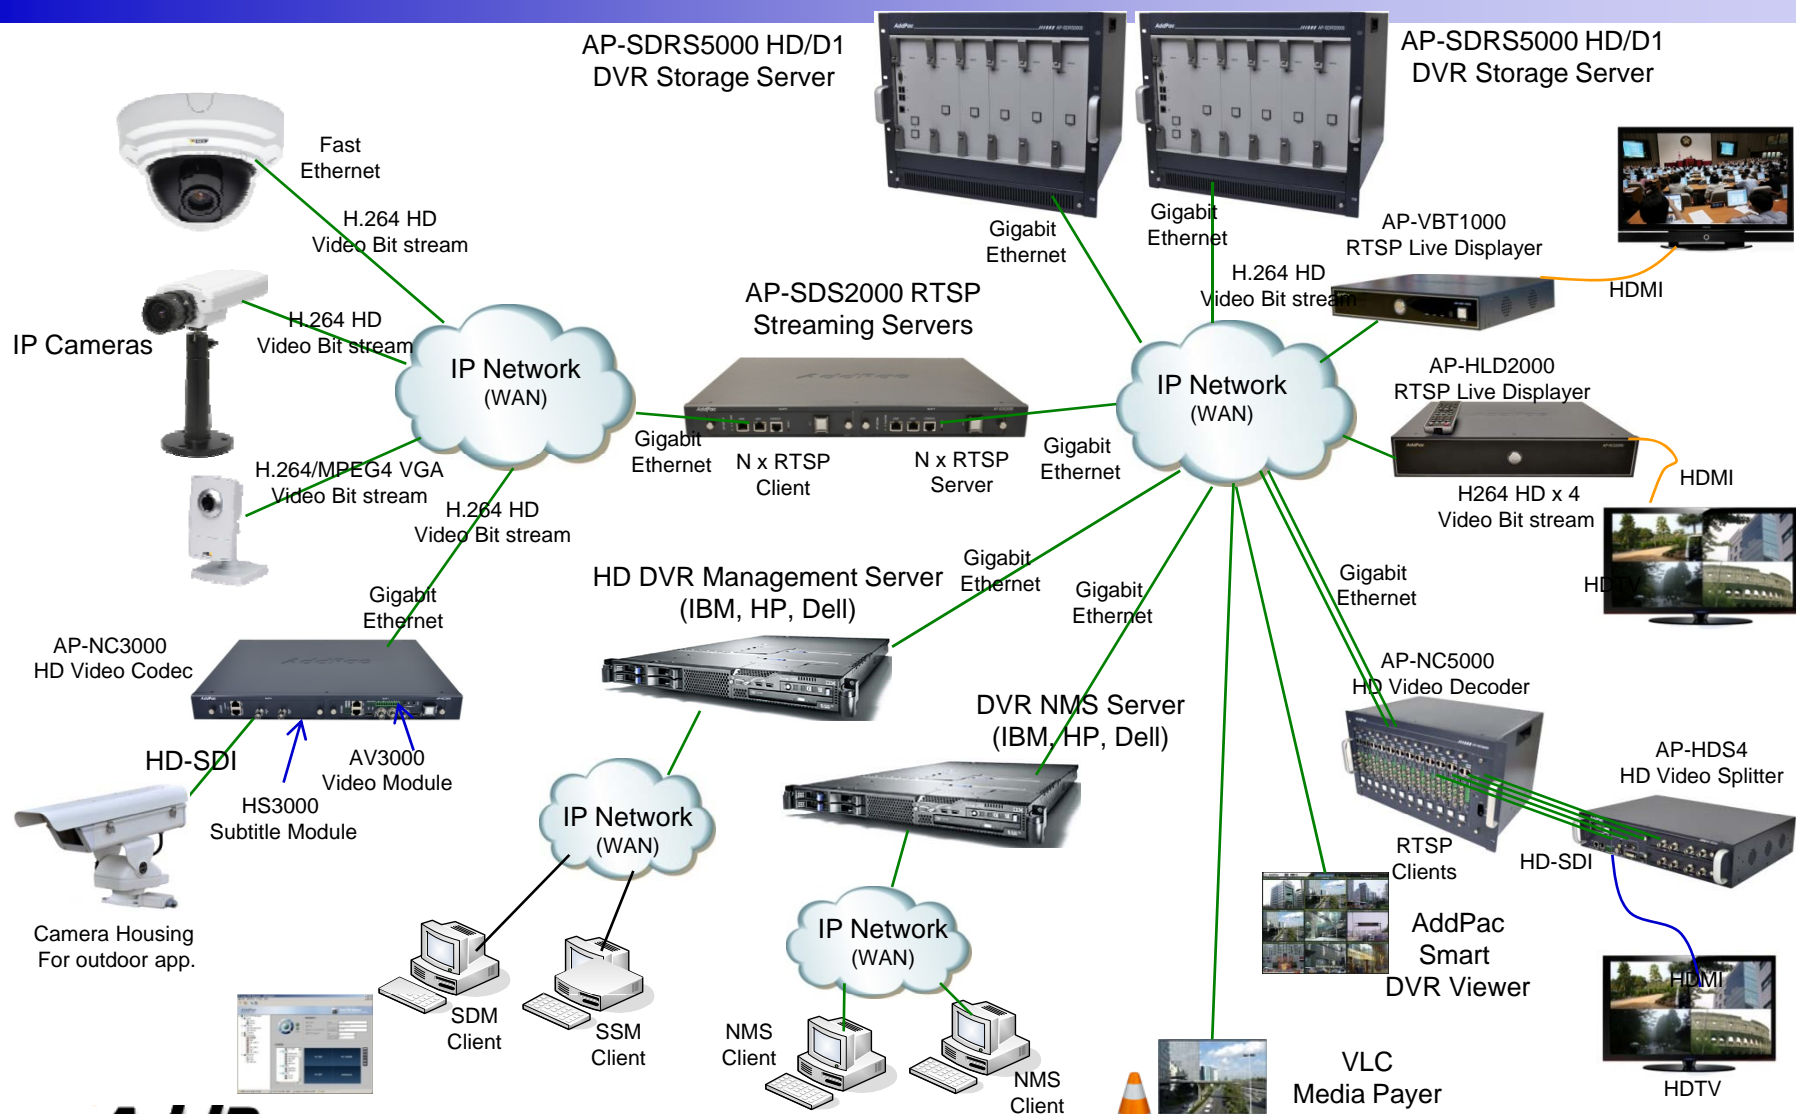 AP-SDRS5000 HD/D1
DVR Storage Server
AP-SDRS5000 HD/D1
DVR Storage Server
Fast
Ethernet
H.264 HD
Video Bit stream
Gigabit
Ethernet
Gigabit
Ethernet
AP-VBT1000
RTSP Live Displayer
H.264 HD
Video Bit stream
HDMI
IP Cameras
H.264 HD
Video Bit stream
AP-SDS2000 RTSP
Streaming Servers
IP Network
(WAN)
IP Network
(WAN)
AP-HLD2000
RTSP Live Displayer
AddPac
Gigabit
Ethernet
N x RTSP
Client
N x RTSP
Server
Gigabit
Ethernet
HDMI
H264 HD x 4
Video Bit stream
H.264/MPEG4 VGA
Video Bit stream
H.264 HD
Video Bit stream
HDTV
Gigabit
Ethernet
HD DVR Management Server
(IBM, HP, Dell)
Gigabit
Ethernet
Gigabit
Ethernet
Gigabit
Ethernet
AP-NC3000
HD Video Codec
AddPac
AP-NC5000
HD Video Decoder
DVR NMS Server
(IBM, HP, Dell)
HD-SDI
AV3000
Video Module
HS3000
Subtitle Module
AP-HDS4
HD Video Splitter
IP Network
(WAN)
RTSP
Clients
HD-SDI
Camera Housing
For outdoor app.
IP Network
(WAN)
AddPac
Smart
DVR Viewer
HDMI
SDM
Client
SSM
Client
NMS
Client
NMS
Client
VLC
Media Payer
HDTV